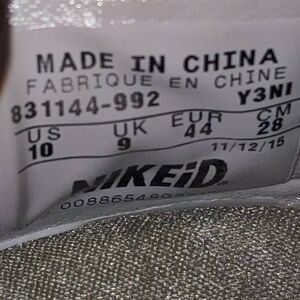 MADE IN CHINA
FABRIQUE EN CHINE
831144-992 Y3NI
US UK EUR CM
10 9 44 28
11/12/15
NIKEiD